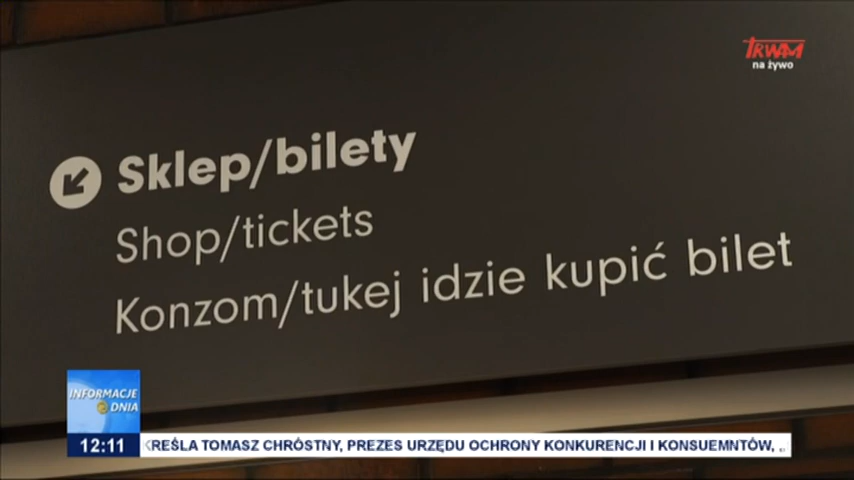 TRWAM
na żywo
Sklep/bilety
Shop/tickets
Konzom/tukej idzie kupić bilet
INFORMACJE
DNIA
12:11
KREŚLA TOMASZ CHRÓSTNY, PREZES URZĘDU OCHRONY KONKURENCJI I KONSUEMNTÓW,